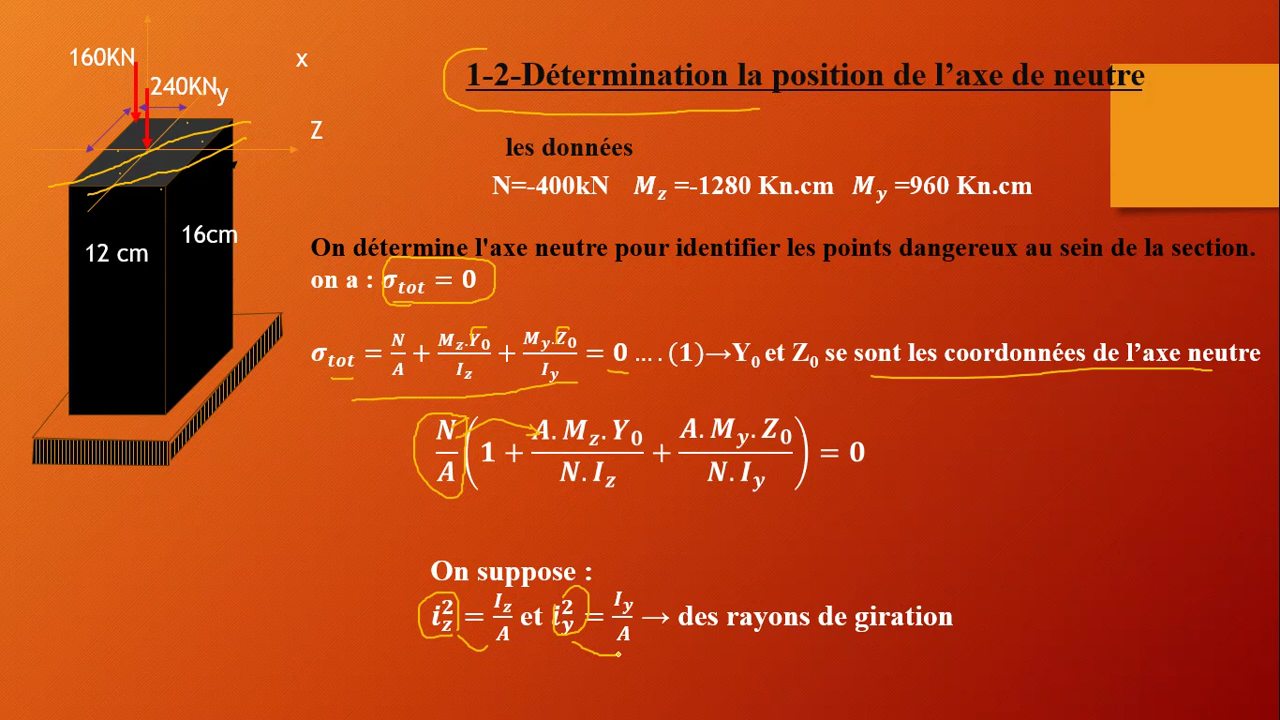 160KN
x
240KN
y
Z
12 cm
16cm
1-2-Détermination la position de l’axe de neutre
les données
N=-400kN M_z =-1280 Kn.cm M_y =960 Kn.cm
On détermine l'axe neutre pour identifier les points dangereux au sein de la section.
on a : σ_tot = 0
σ_tot = N/A + M_z.Y_0/I_z + M_y.Z_0/I_y = 0 ....(1)→Y_0 et Z_0 se sont les coordonnées de l’axe neutre
N/A (1 + A.M_z.Y_0/N.I_z + A.M_y.Z_0/N.I_y) = 0
On suppose :
i_z^2 = I_z/A et i_y^2 = I_y/A → des rayons de giration